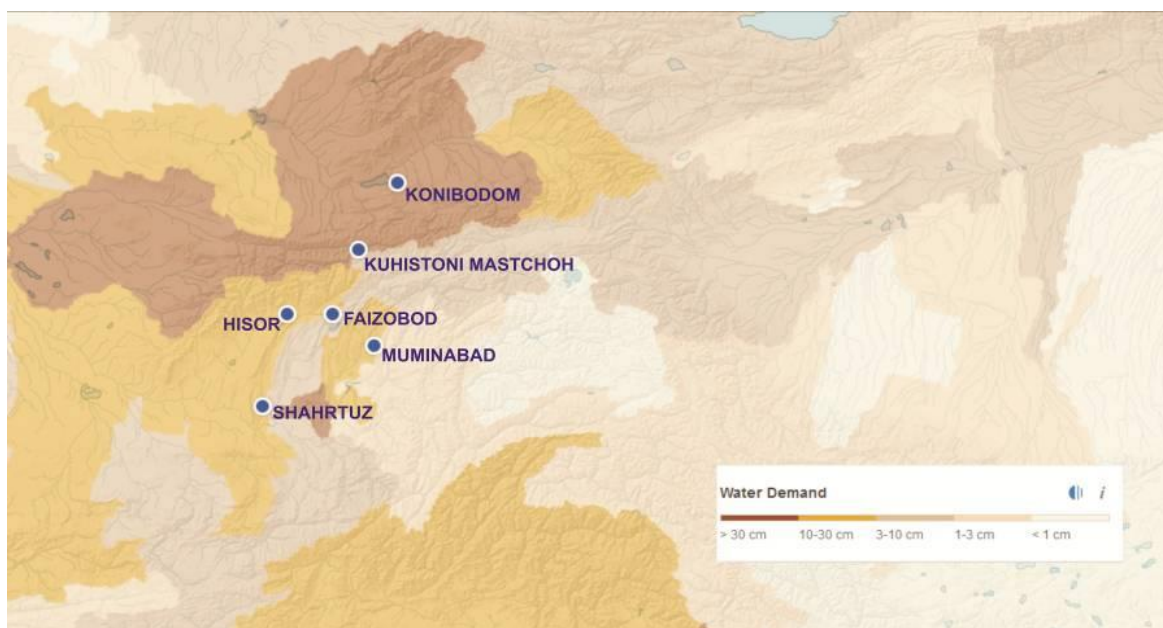 KONIBODOM
KUHISTONI MASTCHOH
HISOR
FAIZOBOD
MUMINABAD
SHAHRTUZ
Water Demand
i
> 30 cm 10-30 cm 3-10 cm 1-3 cm < 1 cm